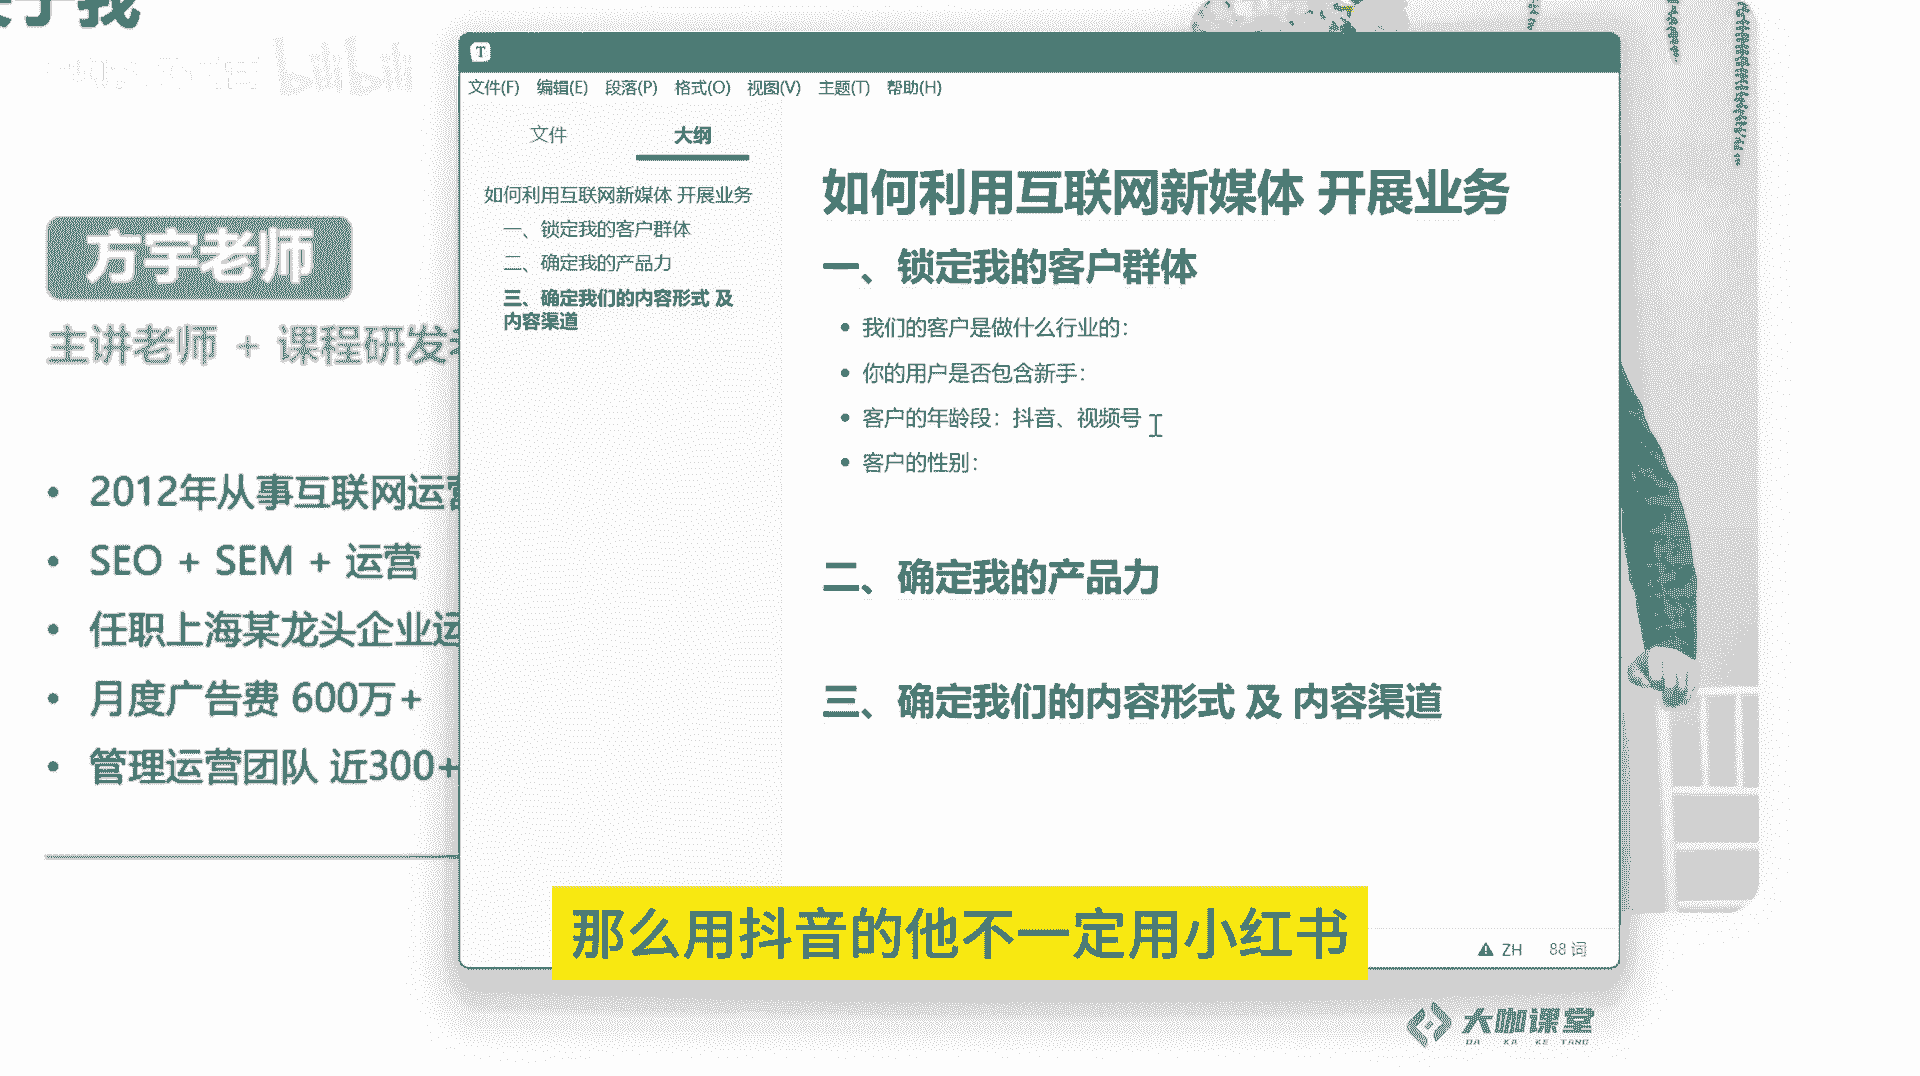 于我
bilibili
方宇老师
主讲老师 + 课程研发
2012年从事互联网运营
SEO + SEM + 运营
任职上海某龙头企业运
月度广告费 600万+
管理运营团队 近300+
T
文件(F) 编辑(E) 段落(P) 格式(O) 视图(V) 主题(T) 帮助(H)
文件 大纲
如何利用互联网新媒体 开展业务
一、锁定我的客户群体
二、确定我的产品力
三、确定我们的内容形式 及
内容渠道
如何利用互联网新媒体 开展业务
一、锁定我的客户群体
我们的客户是做什么行业的：
你的用户是否包含新手：
客户的年龄段：抖音、视频号
客户的性别：
二、确定我的产品力
三、确定我们的内容形式 及 内容渠道
ZH 88 词
那么用抖音的他不一定用小红书
大咖课堂
DA KA KE TANG